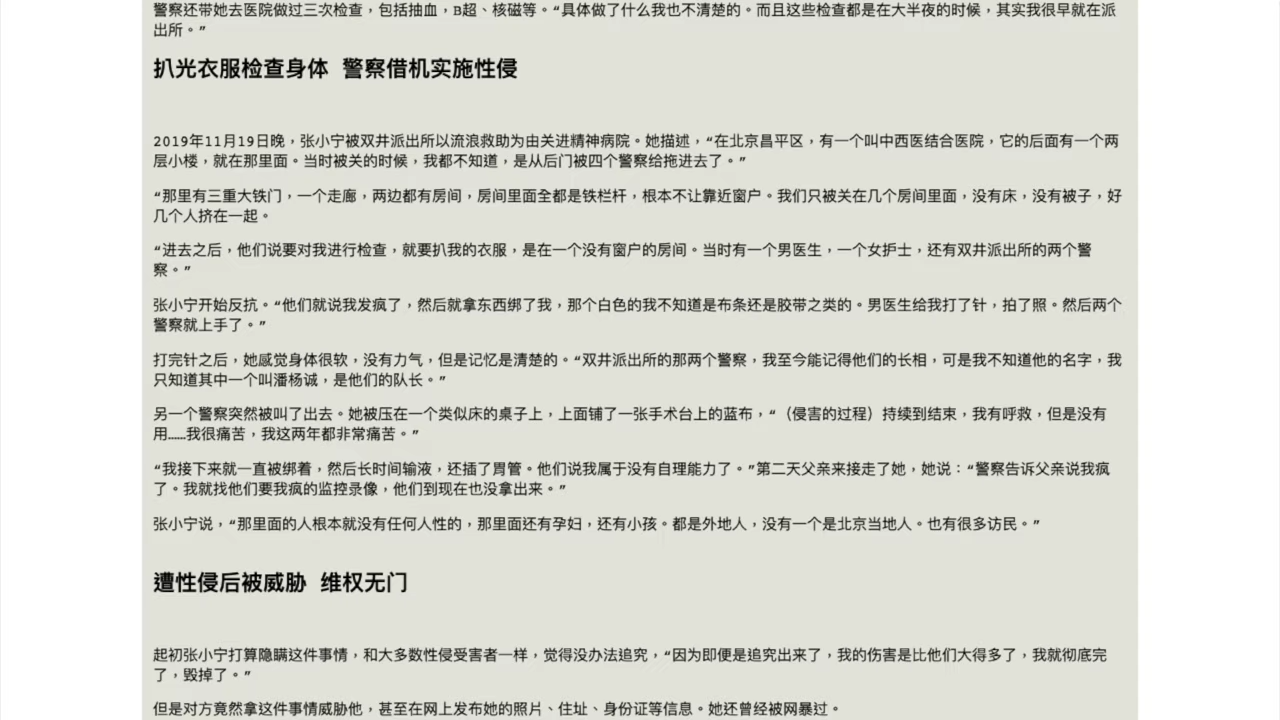 警察还带她去医院做过三次检查，包括抽血，B超、核磁等。“具体做了什么我也不清楚的。而且这些检查都是在大半夜的时候，其实我很早就在派
出所。”
扒光衣服检查身体 警察借机实施性侵
2019年11月19日晚，张小宁被双井派出所以流浪救助为由关进精神病院。她描述，“在北京昌平区，有一个叫中西医结合医院，它的后面有一个两
层小楼，就在那里面。当时被关的时候，我都不知道，是从后门被四个警察给拖进去了。”
“那里有三重大铁门，一个走廊，两边都有房间，房间里面全都是铁栏杆，根本不让靠近窗户。我们只被关在几个房间里面，没有床，没有被子，好
几个人挤在一起。
“进去之后，他们说要对我进行检查，就要扒我的衣服，是在一个没有窗户的房间。当时有一个男医生，一个女护士，还有双井派出所的两个警
察。”
张小宁开始反抗。“他们就说我发疯了，然后就拿东西绑了我，那个白色的我不知道是布条还是胶带之类的。男医生给我打了针，拍了照。然后两个
警察就上手了。”
打完针之后，她感觉身体很软，没有力气，但是记忆是清楚的。“双井派出所的那两个警察，我至今能记得他们的长相，可是我不知道他的名字，我
只知道其中一个叫潘杨诚，是他们的队长。”
另一个警察突然被叫了出去。她被压在一个类似床的桌子上，上面铺了一张手术台上的蓝布，“（侵害的过程）持续到结束，我有呼救，但是没有
用……我很痛苦，我这两年都非常痛苦。”
“我接下来就一直被绑着，然后长时间输液，还插了胃管。他们说我属于没有自理能力了。”第二天父亲来接走了她，她说：“警察告诉父亲说我疯
了。我就找他们要我疯的监控录像，他们到现在也没拿出来。”
张小宁说，“那里面的人根本就没有任何人性的，那里面还有孕妇，还有小孩。都是外地人，没有一个是北京当地人。也有很多访民。”
遭性侵后被威胁 维权无门
起初张小宁打算隐瞒这件事情，和大多数性侵受害者一样，觉得没办法追究，“因为即便是追究出来了，我的伤害是比他们大得多了，我就彻底完
了，毁掉了。”
但是对方竟然拿这件事情威胁他，甚至在网上发布她的照片、住址、身份证等信息。她还曾经被网暴过。